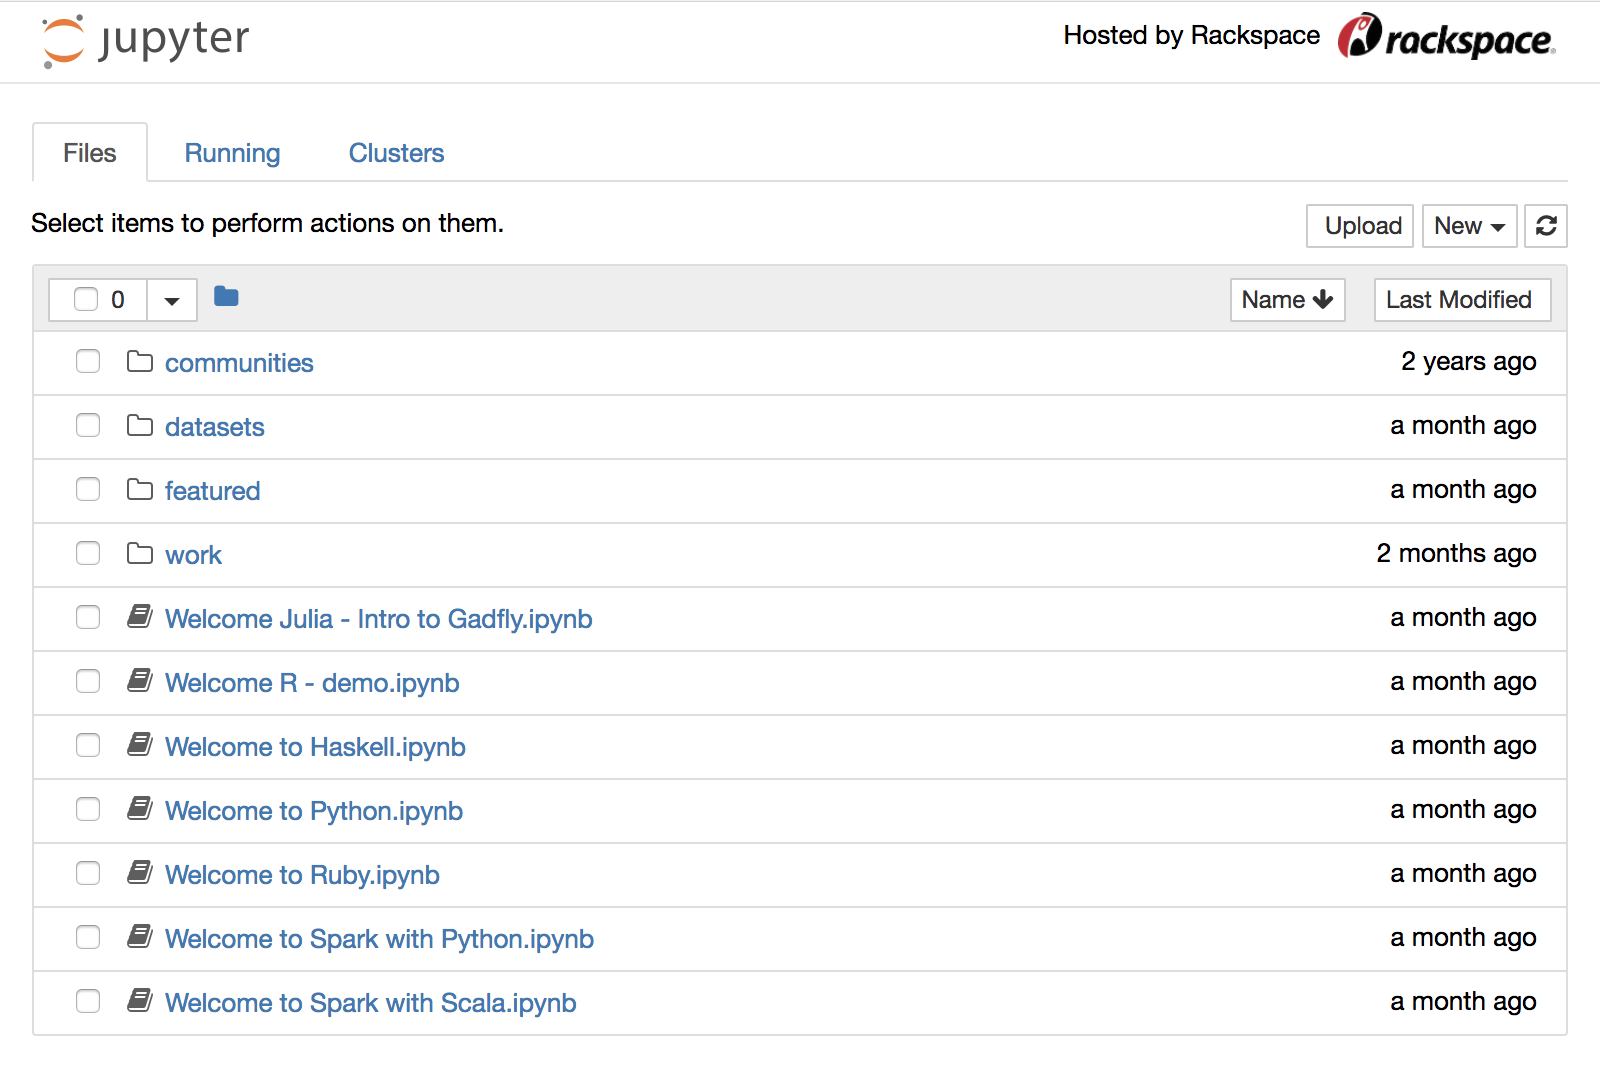 jupyter
Hosted by Rackspace rackspace.
Files Running Clusters
Select items to perform actions on them.
Upload New
0 Name Last Modified
communities 2 years ago
datasets a month ago
featured a month ago
work 2 months ago
Welcome Julia - Intro to Gadfly.ipynb a month ago
Welcome R - demo.ipynb a month ago
Welcome to Haskell.ipynb a month ago
Welcome to Python.ipynb a month ago
Welcome to Ruby.ipynb a month ago
Welcome to Spark with Python.ipynb a month ago
Welcome to Spark with Scala.ipynb a month ago